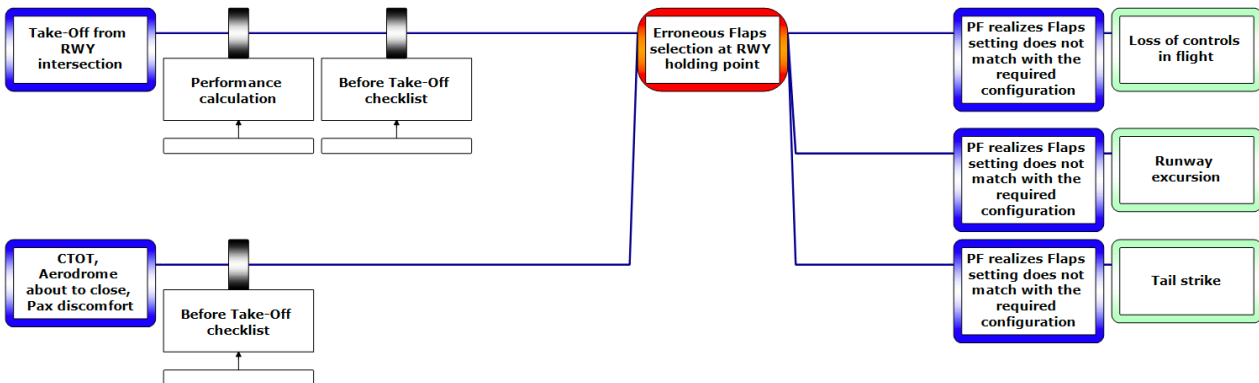 Take-Off from
RWY
intersection
Performance
calculation
Before Take-Off
checklist
Erroneous Flaps
selection at RWY
holding point
PF realizes Flaps
setting does not
match with the
required
configuration
Loss of controls
in flight
PF realizes Flaps
setting does not
match with the
required
configuration
Runway
excursion
CTOT,
Aerodrome
about to close,
Pax discomfort
Before Take-Off
checklist
PF realizes Flaps
setting does not
match with the
required
configuration
Tail strike